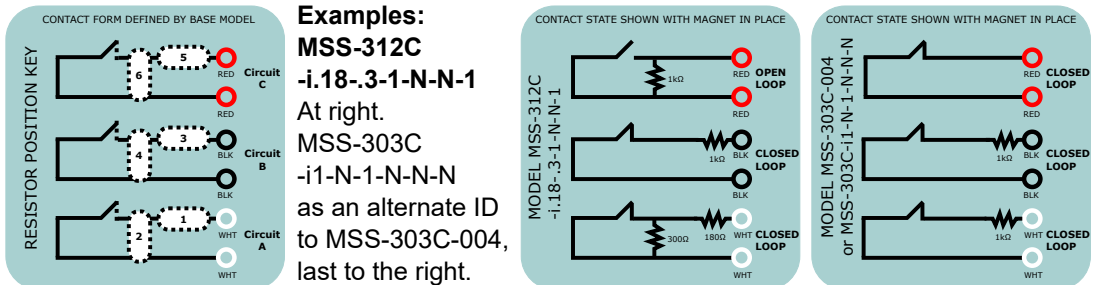 CONTACT FORM DEFINED BY BASE MODEL
RESISTOR POSITION KEY
5
6
RED
Circuit
C
RED
3
4
BLK
Circuit
B
BLK
1
2
WHT
Circuit
A
WHT
Examples:
MSS-312C
-i.18-.3-1-N-N-1
At right.
MSS-303C
-i1-N-1-N-N-N
as an alternate ID
to MSS-303C-004,
last to the right.
CONTACT STATE SHOWN WITH MAGNET IN PLACE
MODEL MSS-312C
-i.18-.3-1-N-N-1
1kΩ
RED
OPEN
LOOP
RED
1kΩ
BLK
CLOSED
LOOP
BLK
300Ω
180Ω
WHT
CLOSED
LOOP
WHT
CONTACT STATE SHOWN WITH MAGNET IN PLACE
MODEL MSS-303C-004
or MSS-303C-i1-N-1-N-N-N
RED
CLOSED
LOOP
RED
1kΩ
BLK
CLOSED
LOOP
BLK
1kΩ
WHT
CLOSED
LOOP
WHT